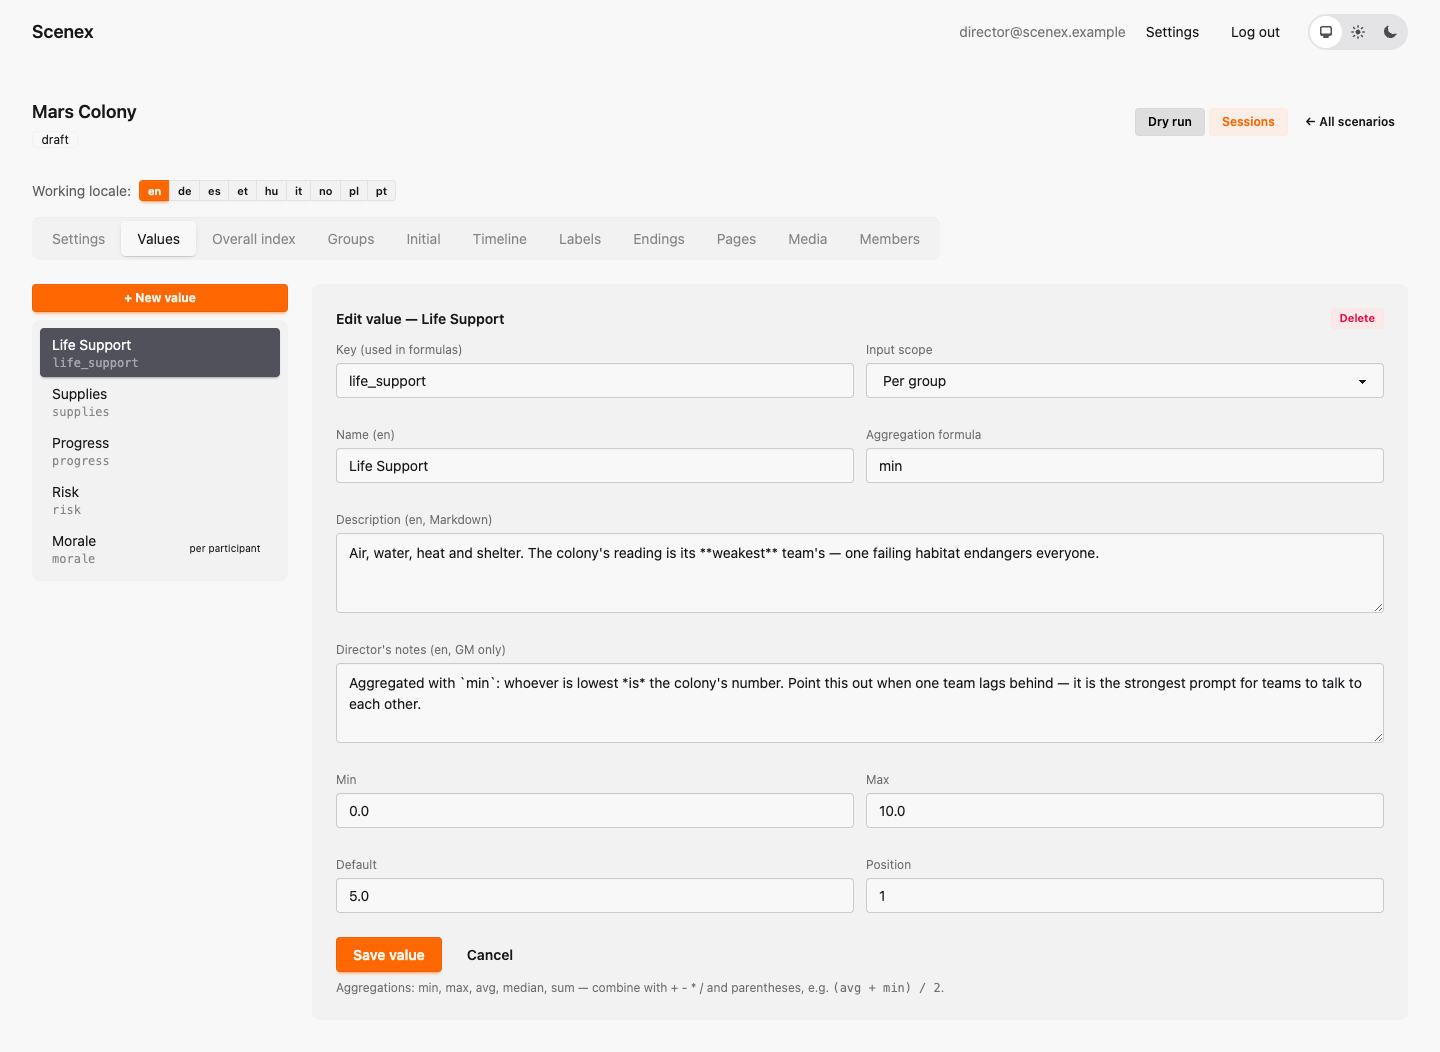 Scenex
director@scenex.example
Settings
Log out
Mars Colony
draft
Dry run
Sessions
← All scenarios
Working locale:
en
de
es
et
hu
it
no
pl
pt
Settings
Values
Overall index
Groups
Initial
Timeline
Labels
Endings
Pages
Media
Members
+ New value
Life Support
life_support
Supplies
supplies
Progress
progress
Risk
risk
Morale
morale
per participant
Edit value — Life Support
Delete
Key (used in formulas)
life_support
Input scope
Per group
Name (en)
Life Support
Aggregation formula
min
Description (en, Markdown)
Air, water, heat and shelter. The colony's reading is its **weakest** team's — one failing habitat endangers everyone.
Director's notes (en, GM only)
Aggregated with `min`: whoever is lowest *is* the colony's number. Point this out when one team lags behind — it is the strongest prompt for teams to talk to
each other.
Min
0.0
Max
10.0
Default
5.0
Position
1
Save value
Cancel
Aggregations: min, max, avg, median, sum — combine with + - * / and parentheses, e.g. (avg + min) / 2.